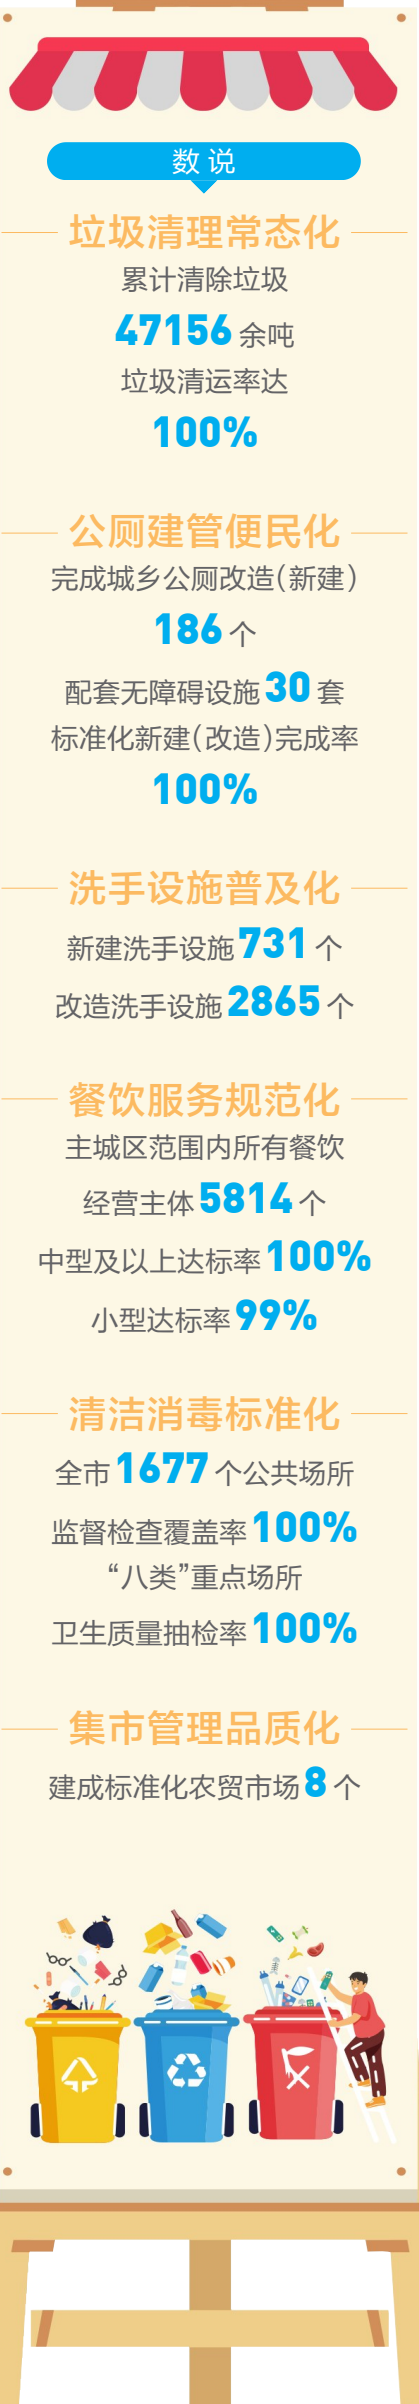 数说
垃圾清理常态化
累计清除垃圾
47156余吨
垃圾清运率达
100%
公厕建管便民化
完成城乡公厕改造(新建)
186个
配套无障碍设施30套
标准化新建(改造)完成率
100%
洗手设施普及化
新建洗手设施731个
改造洗手设施2865个
餐饮服务规范化
主城区范围内所有餐饮
经营主体5814个
中型及以上达标率100%
小型达标率99%
清洁消毒标准化
全市1677个公共场所
监督检查覆盖率100%
“八类”重点场所
卫生质量抽检率100%
集市管理品质化
建成标准化农贸市场8个